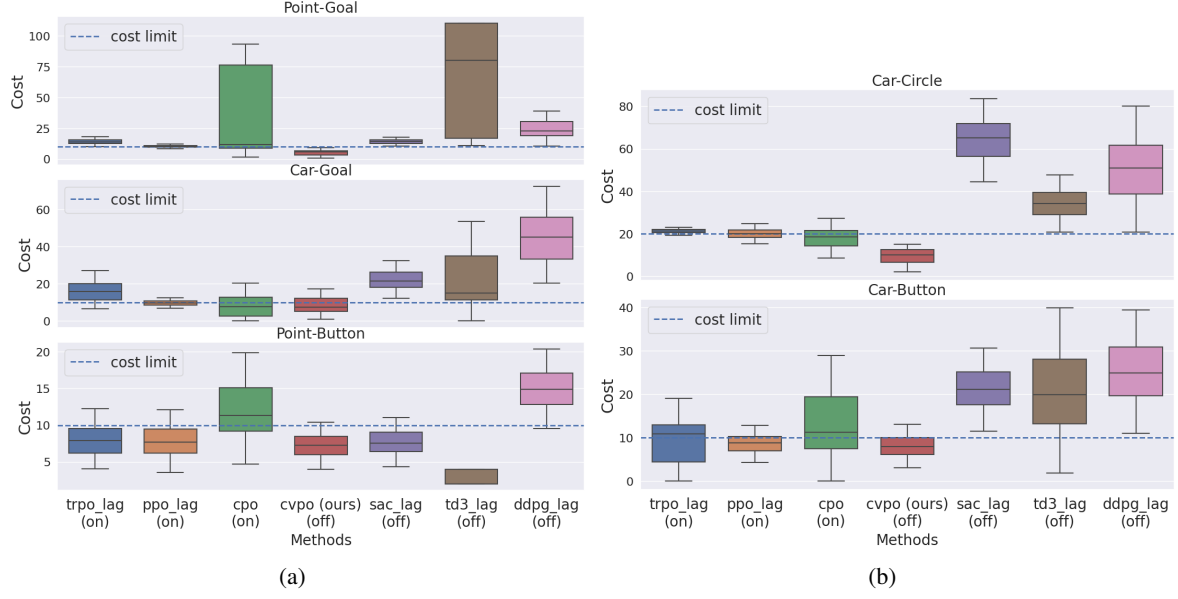 Point-Goal
cost limit
100
75
50
25
0
Cost
Car-Goal
cost limit
60
40
20
0
Cost
Point-Button
cost limit
20
15
10
5
Cost
trpo_lag ppo_lag cpo cvpo (ours) sac_lag td3_lag ddpg_lag
(on) (on) (on) (off) (off) (off) (off)
Methods
(a)
Car-Circle
cost limit
80
60
40
20
0
Cost
Car-Button
cost limit
40
30
20
10
0
Cost
trpo_lag ppo_lag cpo cvpo (ours) sac_lag td3_lag ddpg_lag
(on) (on) (on) (off) (off) (off) (off)
Methods
(b)